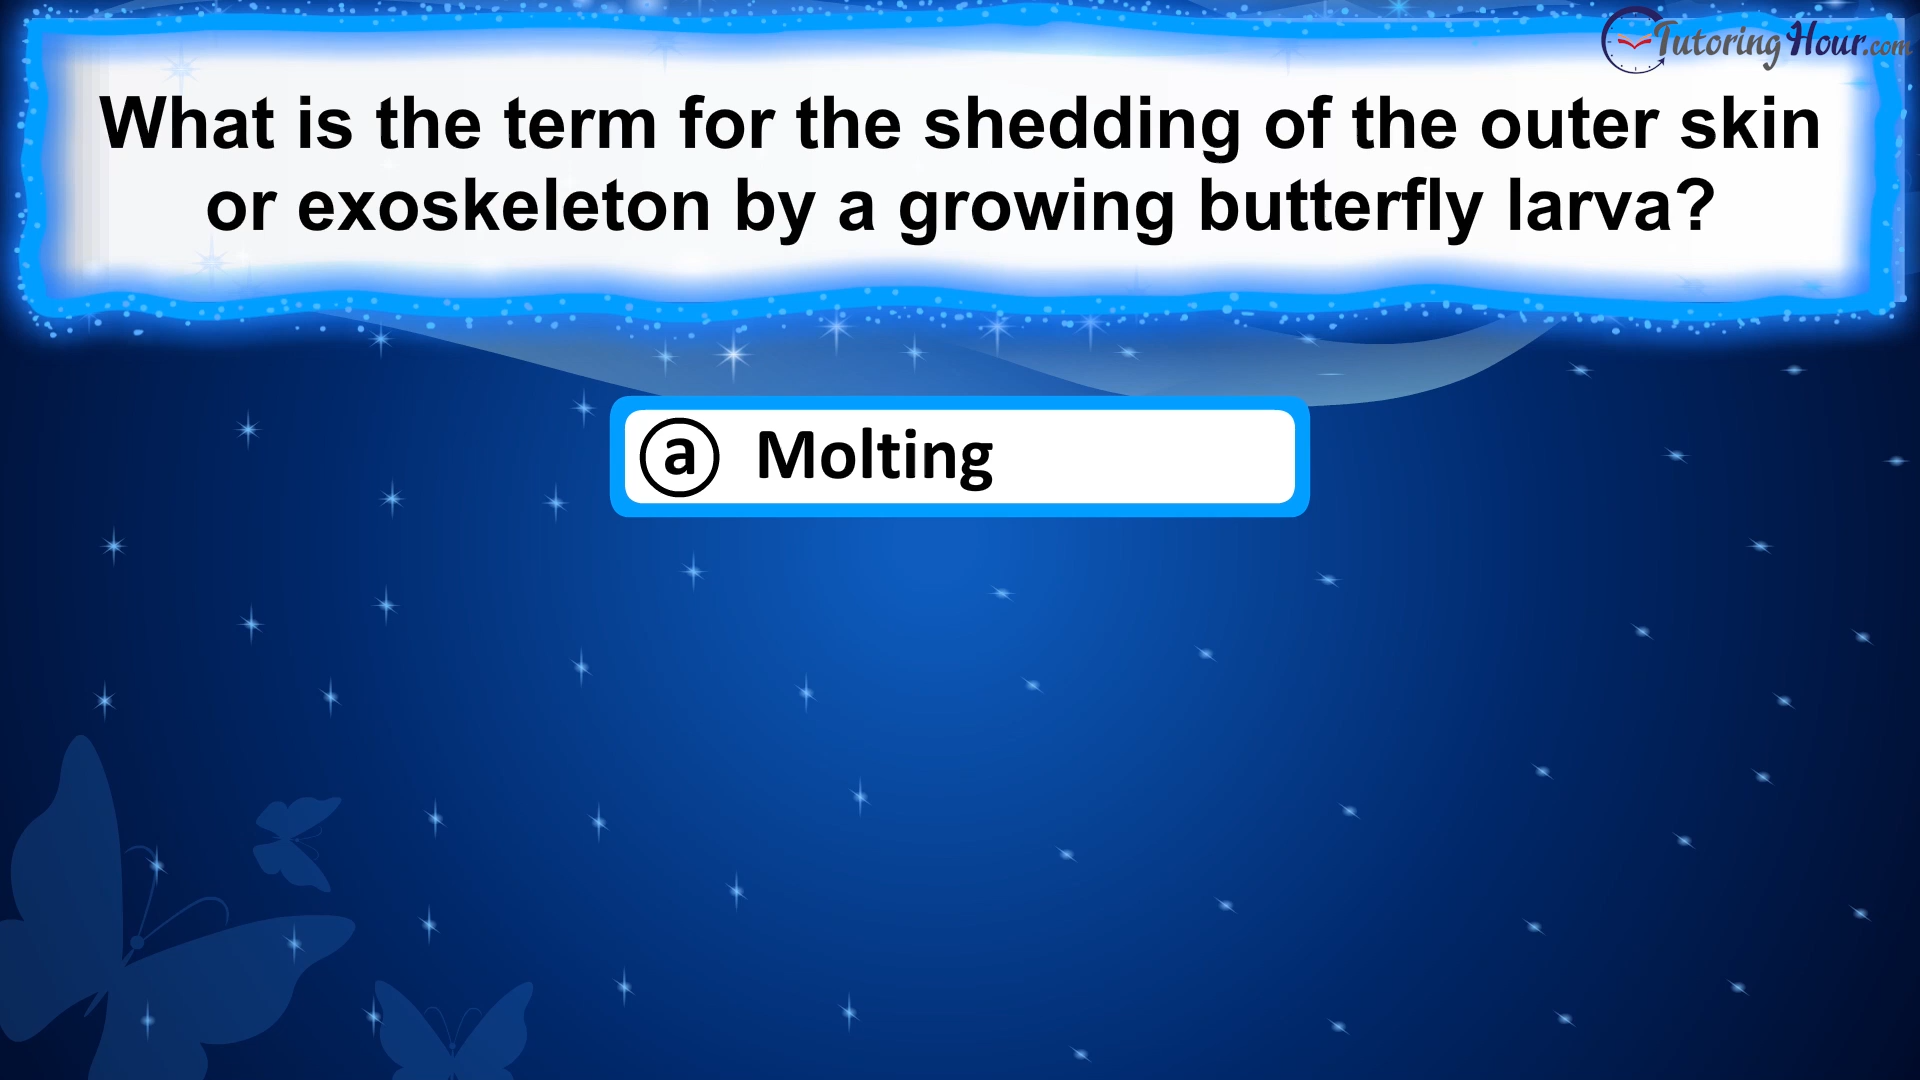 TutoringHour.com
What is the term for the shedding of the outer skin
or exoskeleton by a growing butterfly larva?
a Molting